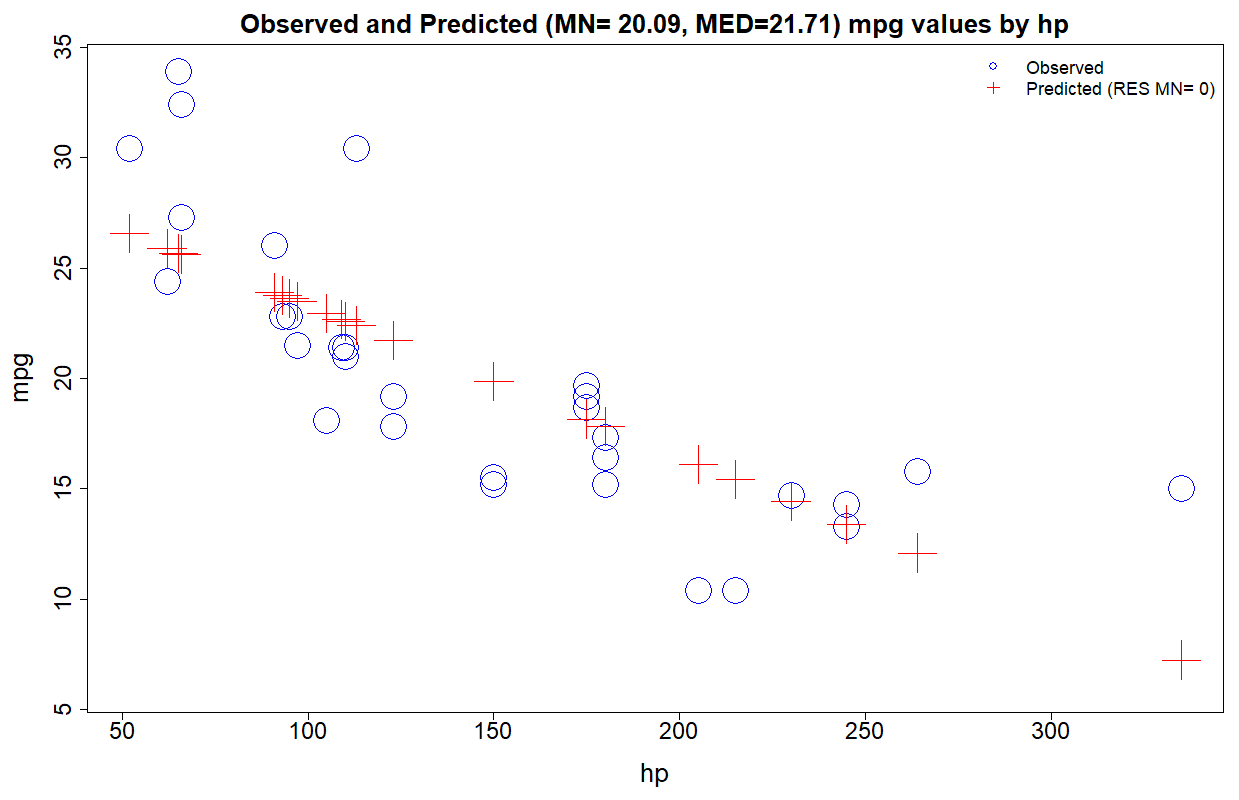 Observed and Predicted (MN= 20.09, MED=21.71) mpg values by hp
Observed
Predicted (RES MN= 0)
35
30
25
20
15
10
5
mpg
50 100 150 200 250 300
hp